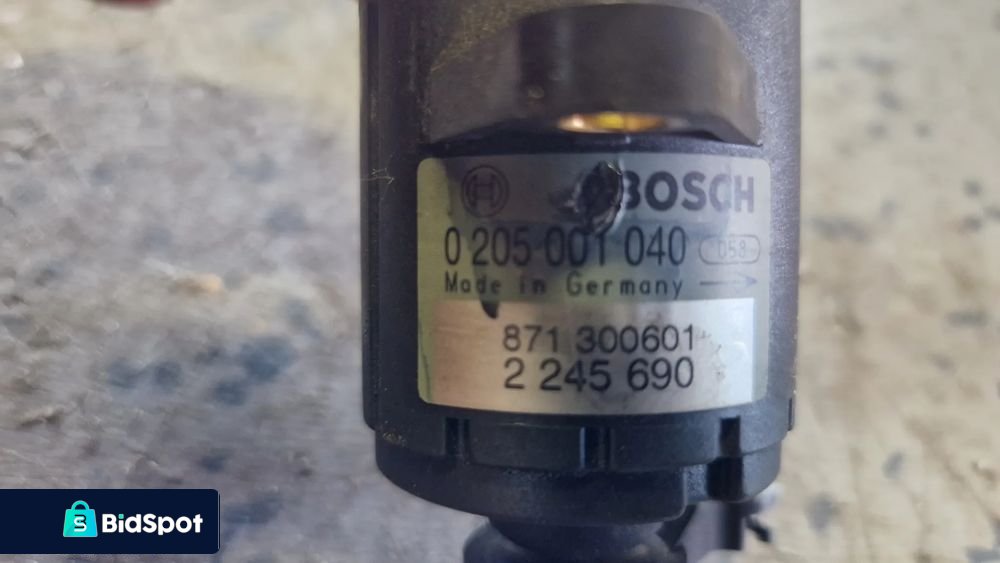 BOSCH
0 205 001 040 058
Made in Germany
871 300601
2 245 690
BidSpot